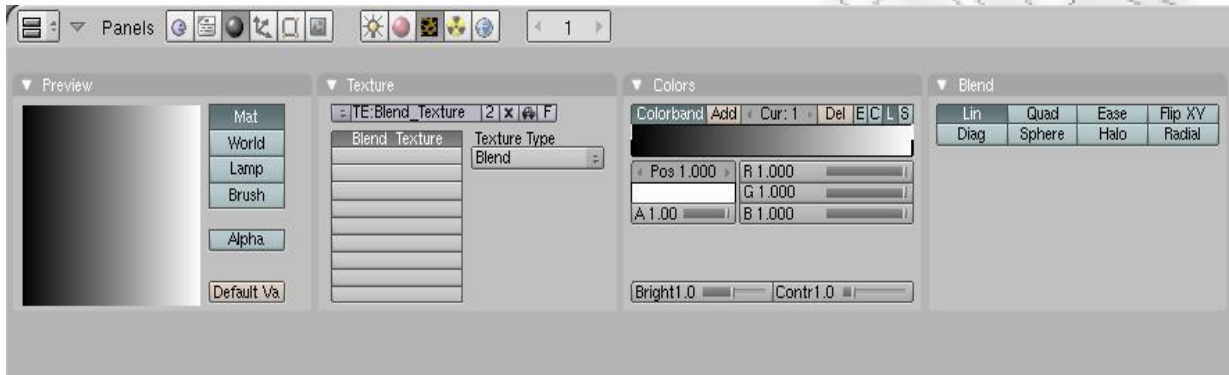 Panels 1
Preview
Mat
World
Lamp
Brush
Alpha
Default Va
Texture
TE:Blend_Texture 2 X F
Blend_Texture
Texture Type
Blend
Colors
Colorband Add Cur: 1 Del E C L S
Pos 1.000 R 1.000
G 1.000
A 1.00 B 1.000
Bright1.0 Contr1.0
Blend
Lin Quad Ease Flip XY
Diag Sphere Halo Radial